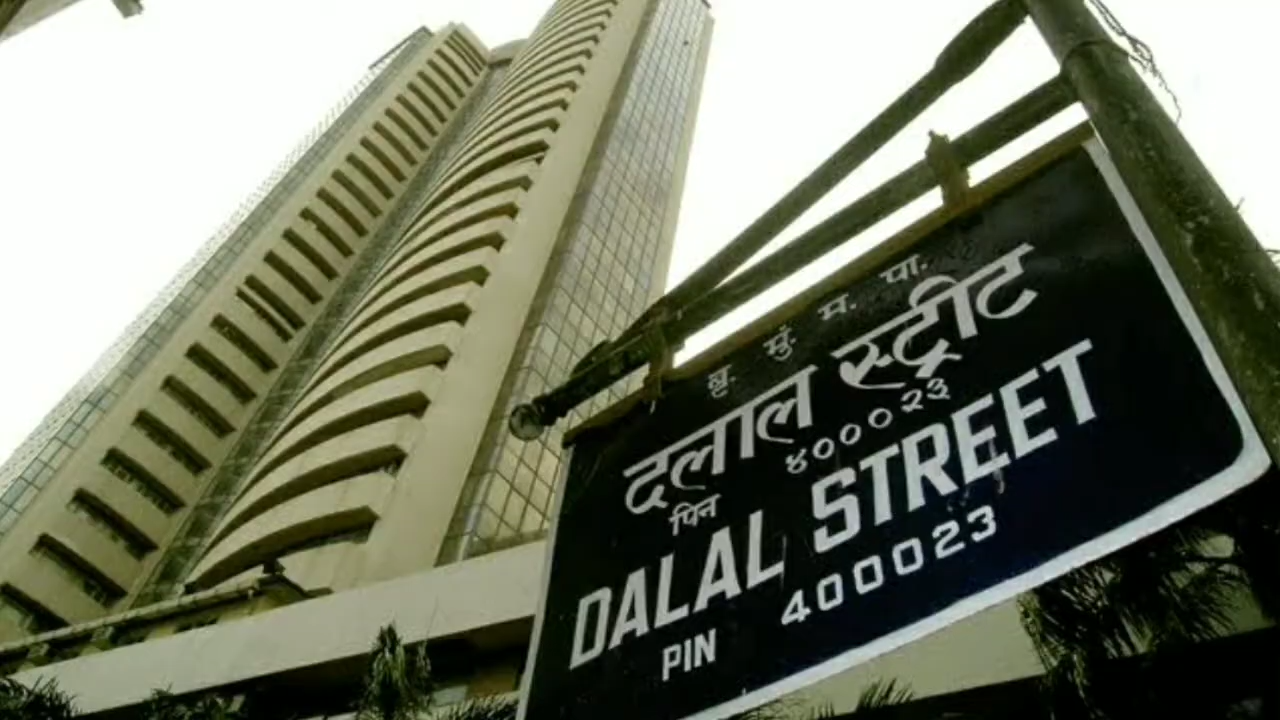 बृ. मुं. म. पा.
दलाल स्ट्रीट
पिन ४०००२३
DALAL STREET
PIN 400023